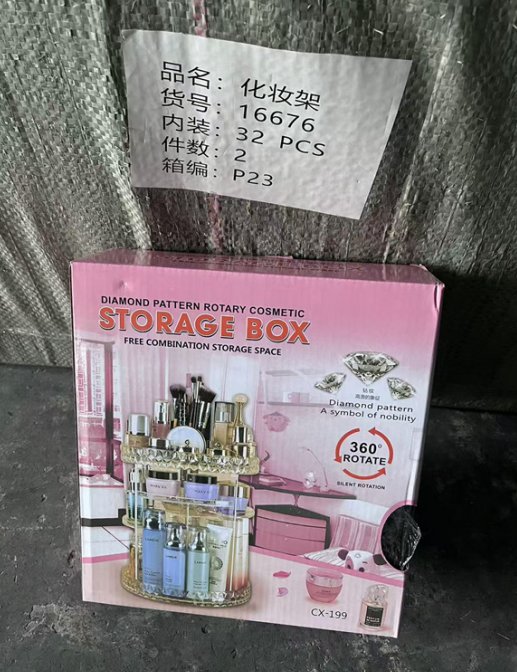 品名：化妆架
货号：16676
内装：32 PCS
件数：2
箱编：P23
DIAMOND PATTERN ROTARY COSMETIC
STORAGE BOX
FREE COMBINATION STORAGE SPACE
钻纹
Diamond pattern
A symbol of nobility
360°
ROTATE
SILENT ROTATION
CX-199